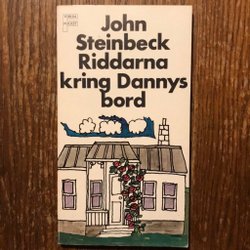 John
Steinbeck
Riddarna
kring Dannys
bord